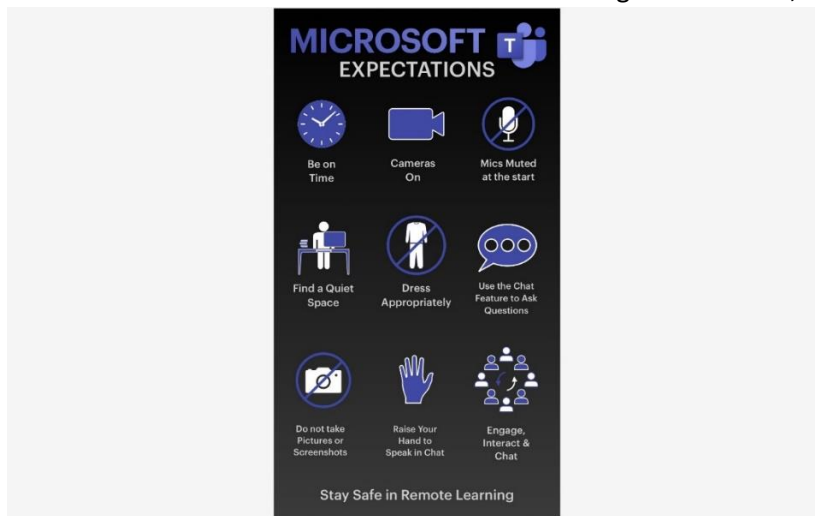 MICROSOFT T
EXPECTATIONS
Be on
Time
Cameras
On
Mics Muted
at the start
Find a Quiet
Space
Dress
Appropriately
Use the Chat
Feature to Ask
Questions
Do not take
Pictures or
Screenshots
Raise Your
Hand to
Speak in Chat
Engage,
Interact &
Chat
Stay Safe in Remote Learning